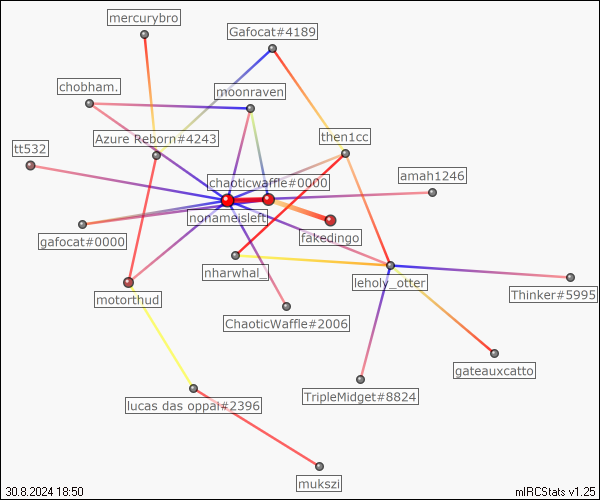 mercurybro
Gafocat#4189
chobham.
moonraven
Azure Reborn#4243
then1cc
tt532
chaoticwaffle#0000
amah1246
nonameisleft
fakedingo
gafocat#0000
nharwhal_
leholy_otter
motorthud
Thinker#5995
ChaoticWaffle#2006
gateauxcatto
TripleMidget#8824
lucas das oppai#2396
mukszi
30.8.2024 18:50
mIRCStats v1.25